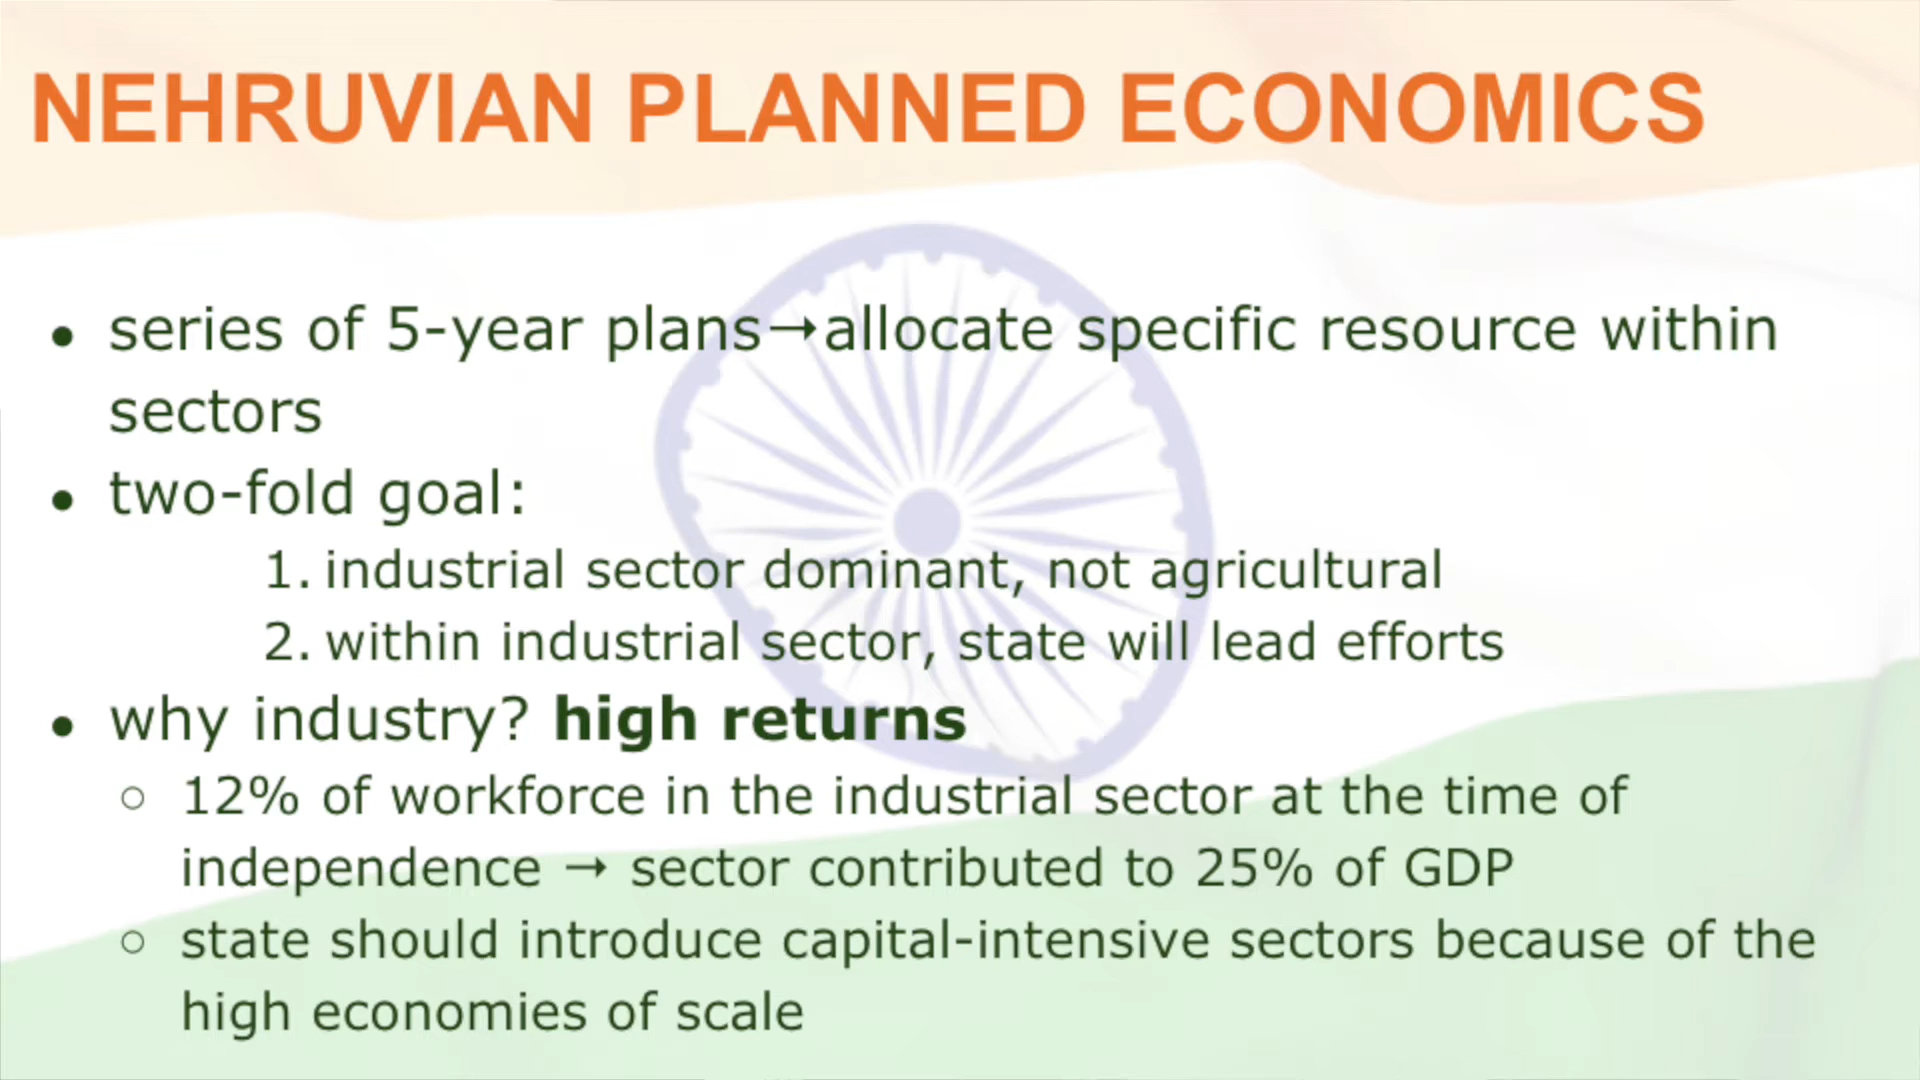 NEHRUVIAN PLANNED ECONOMICS
● series of 5-year plans→allocate specific resource within
sectors
● two-fold goal:
1. industrial sector dominant, not agricultural
2. within industrial sector, state will lead efforts
● why industry? high returns
○ 12% of workforce in the industrial sector at the time of
independence → sector contributed to 25% of GDP
○ state should introduce capital-intensive sectors because of the
high economies of scale